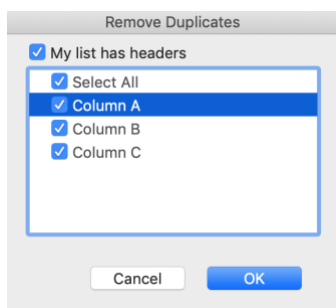 Remove Duplicates
My list has headers
Select All
Column A
Column B
Column C
Cancel OK